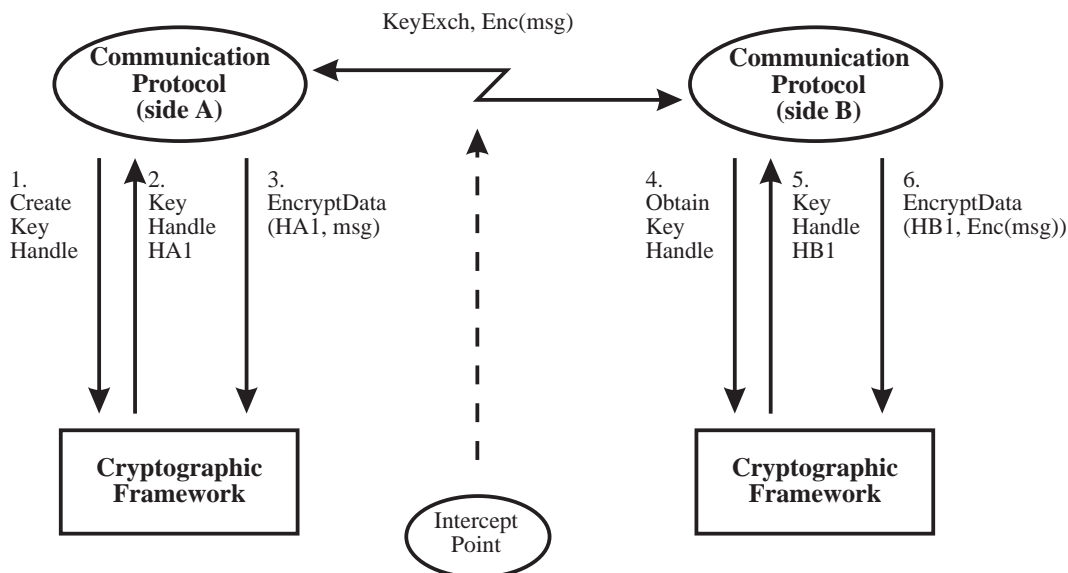 KeyExch, Enc(msg)
Communication
Protocol
(side A)
Communication
Protocol
(side B)
1.
Create
Key
Handle
2.
Key
Handle
HA1
3.
EncryptData
(HA1, msg)
4.
Obtain
Key
Handle
5.
Key
Handle
HB1
6.
EncryptData
(HB1, Enc(msg))
Cryptographic
Framework
Intercept
Point
Cryptographic
Framework